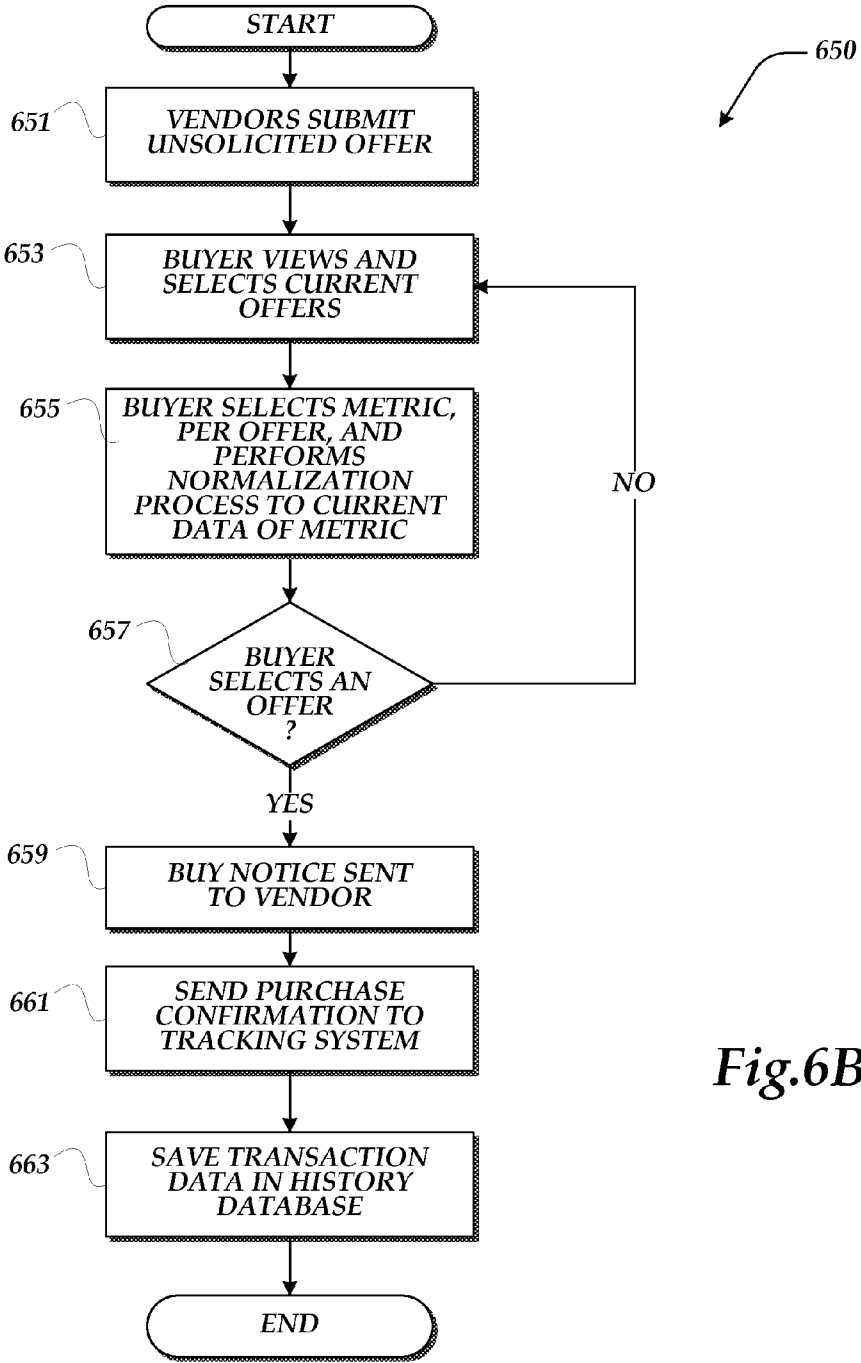 START
650
651
VENDORS SUBMIT
UNSOLICITED OFFER
653
BUYER VIEWS AND
SELECTS CURRENT
OFFERS
655
BUYER SELECTS METRIC,
PER OFFER, AND
PERFORMS
NORMALIZATION
PROCESS TO CURRENT
DATA OF METRIC
NO
657
BUYER
SELECTS AN
OFFER
?
YES
659
BUY NOTICE SENT
TO VENDOR
661
SEND PURCHASE
CONFIRMATION TO
TRACKING SYSTEM
Fig.6B
663
SAVE TRANSACTION
DATA IN HISTORY
DATABASE
END